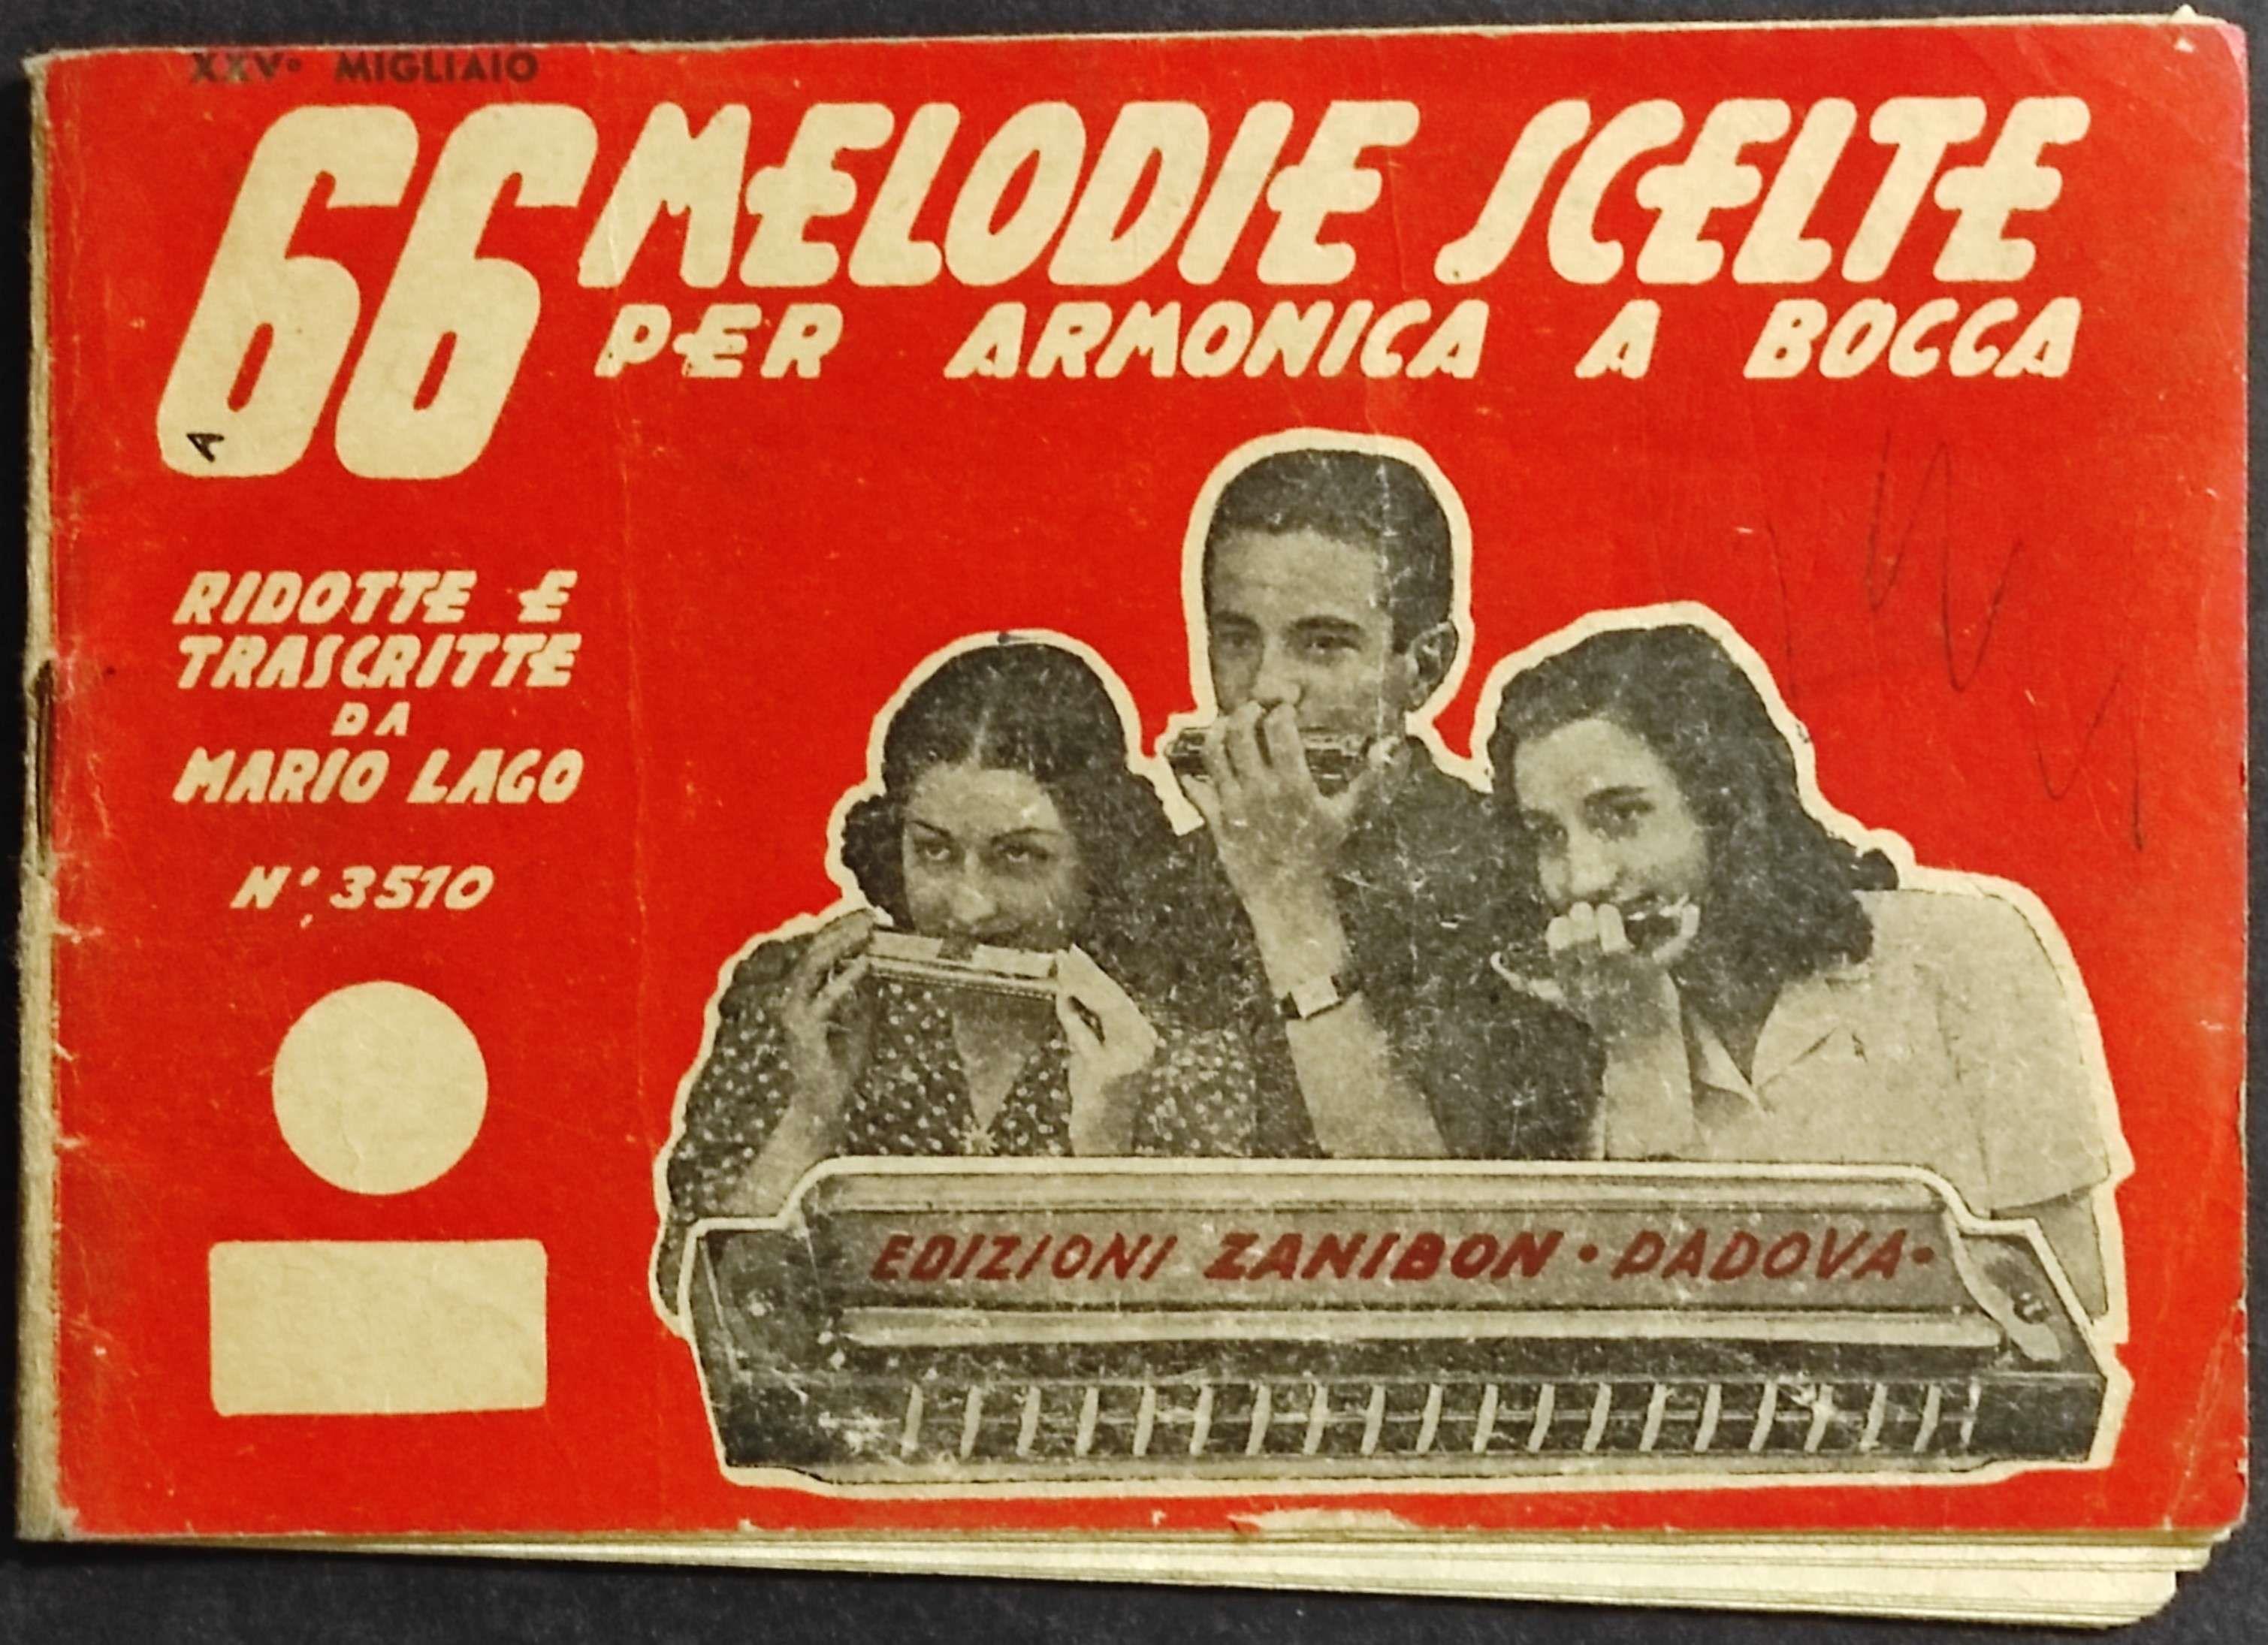 XXV° MIGLIAIO
66 MELODIE SCELTE
PER ARMONICA A BOCCA
A
RIDOTTE E
TRASCRITTE
DA
MARIO LAGO
N° 3510
EDIZIONI ZANIBON • PADOVA •